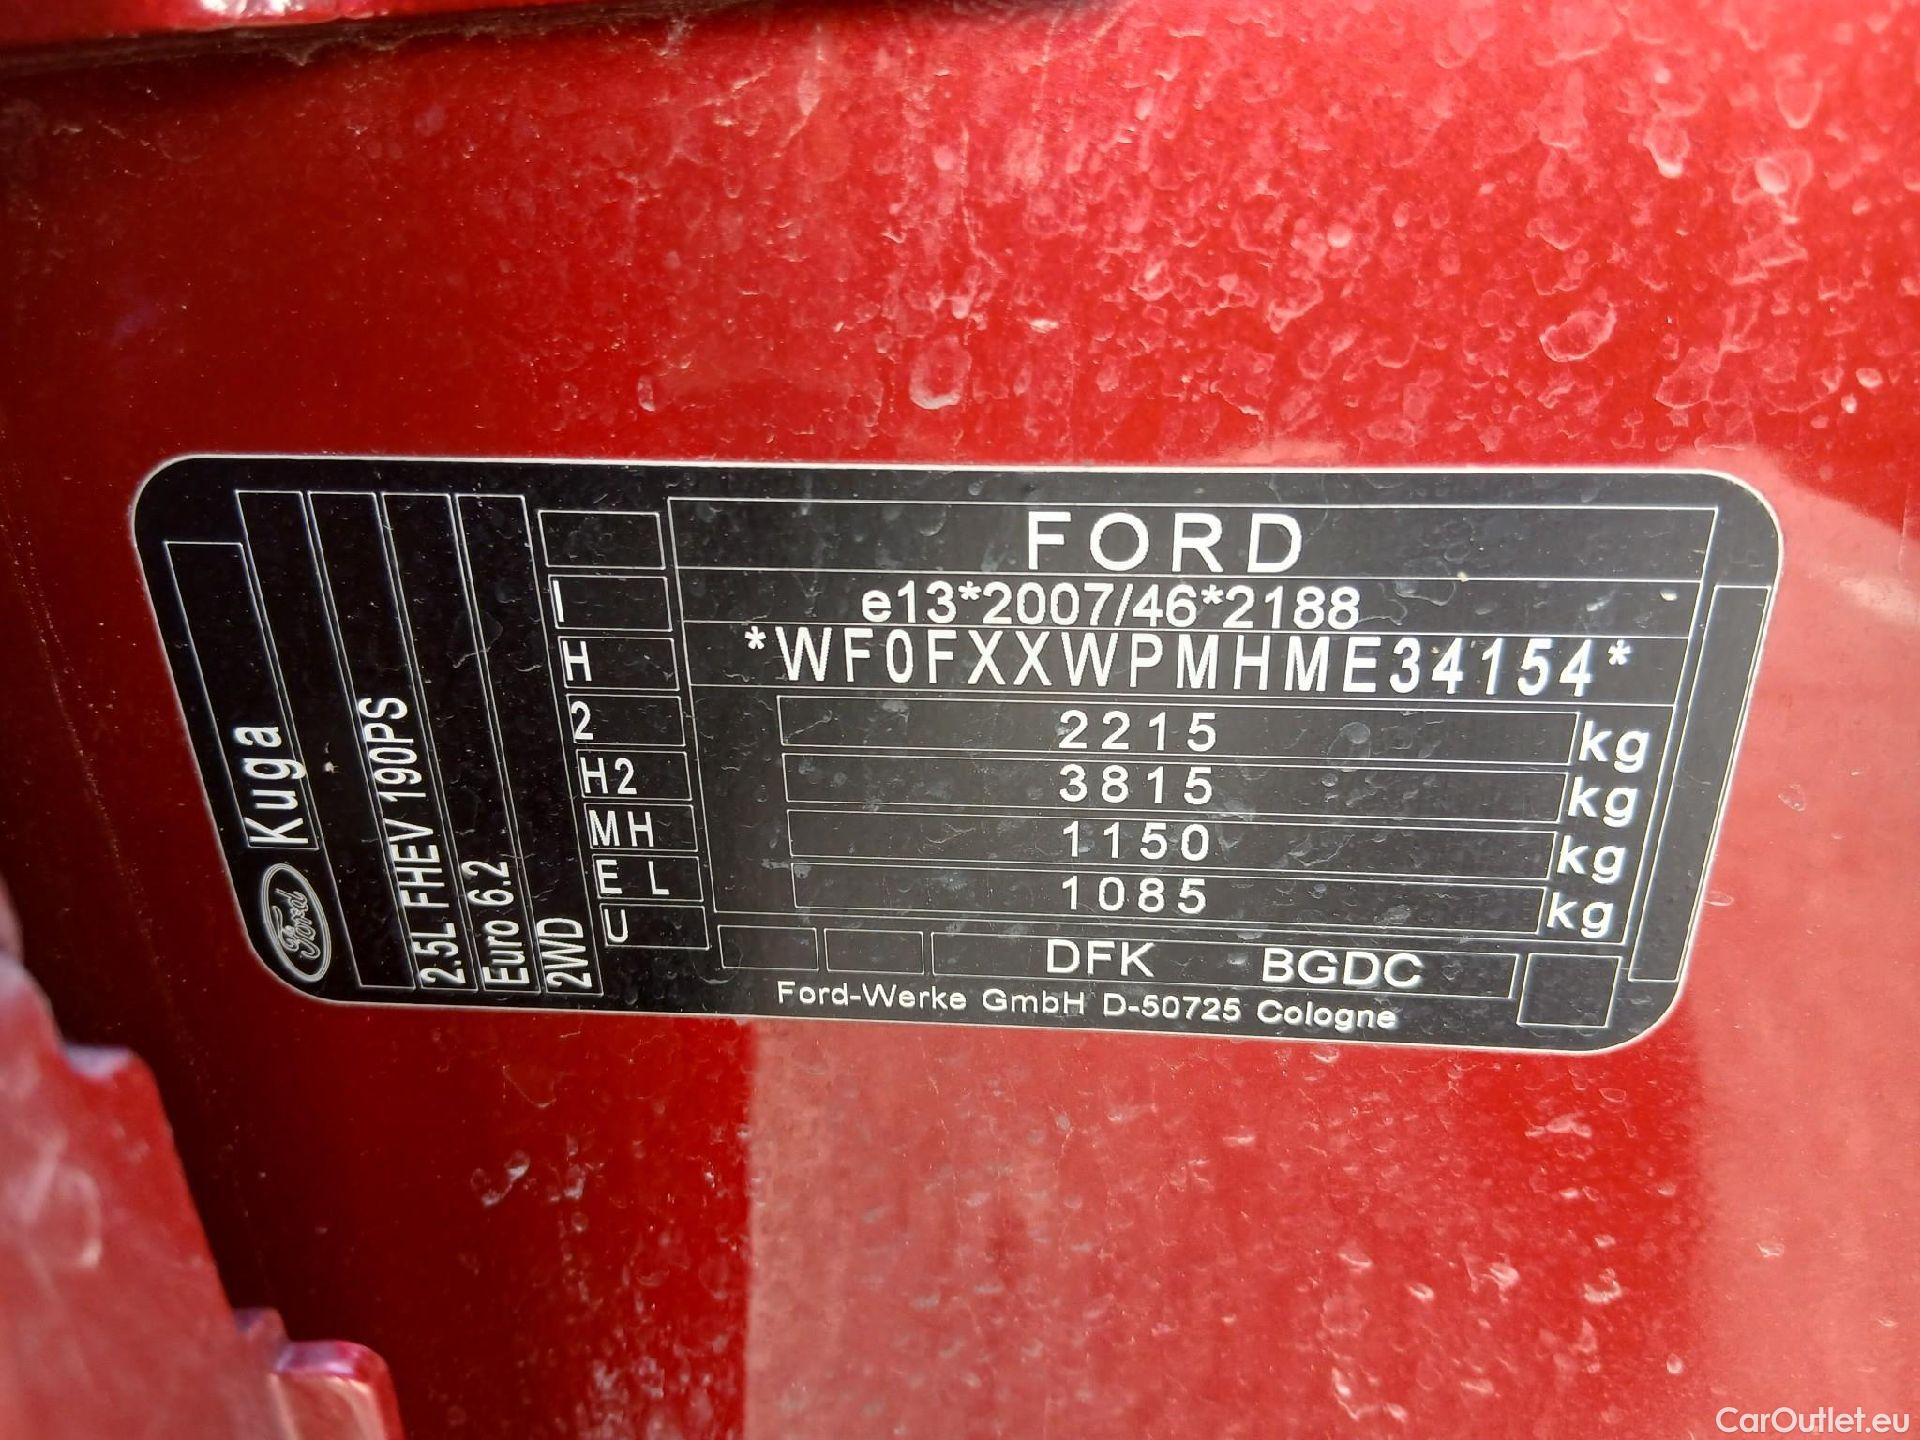 FORD
e13*2007/46*2188
*WF0FXXWPMHME34154*
2215 kg
3815 kg
1150 kg
1085 kg
DFK BGDC
Ford-Werke GmbH D-50725 Cologne
I
H
2
H2
MH
E L
U
Ford Kuga
2.5L FHEV 190PS
Euro 6.2
2WD
CarOutlet.eu